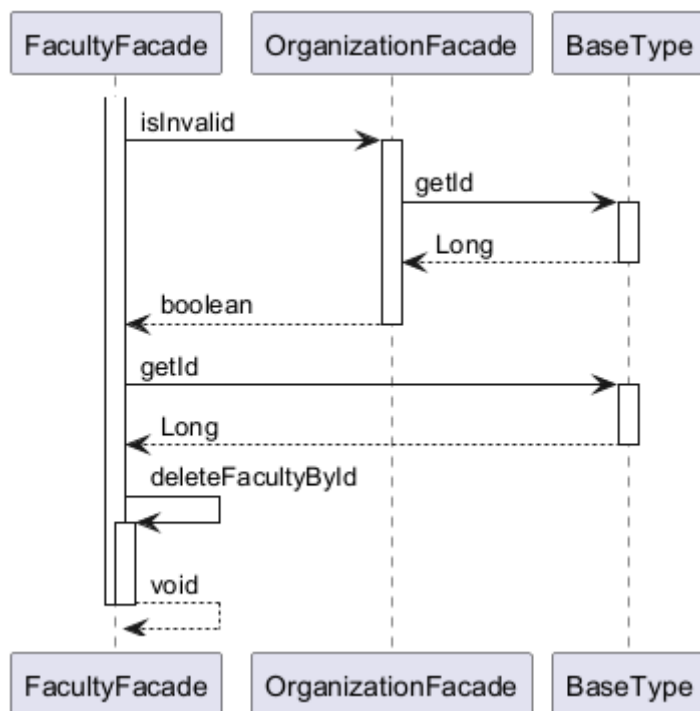 FacultyFacade OrganizationFacade BaseType
isInvalid
getId
Long
boolean
getId
Long
deleteFacultyById
void
FacultyFacade OrganizationFacade BaseType